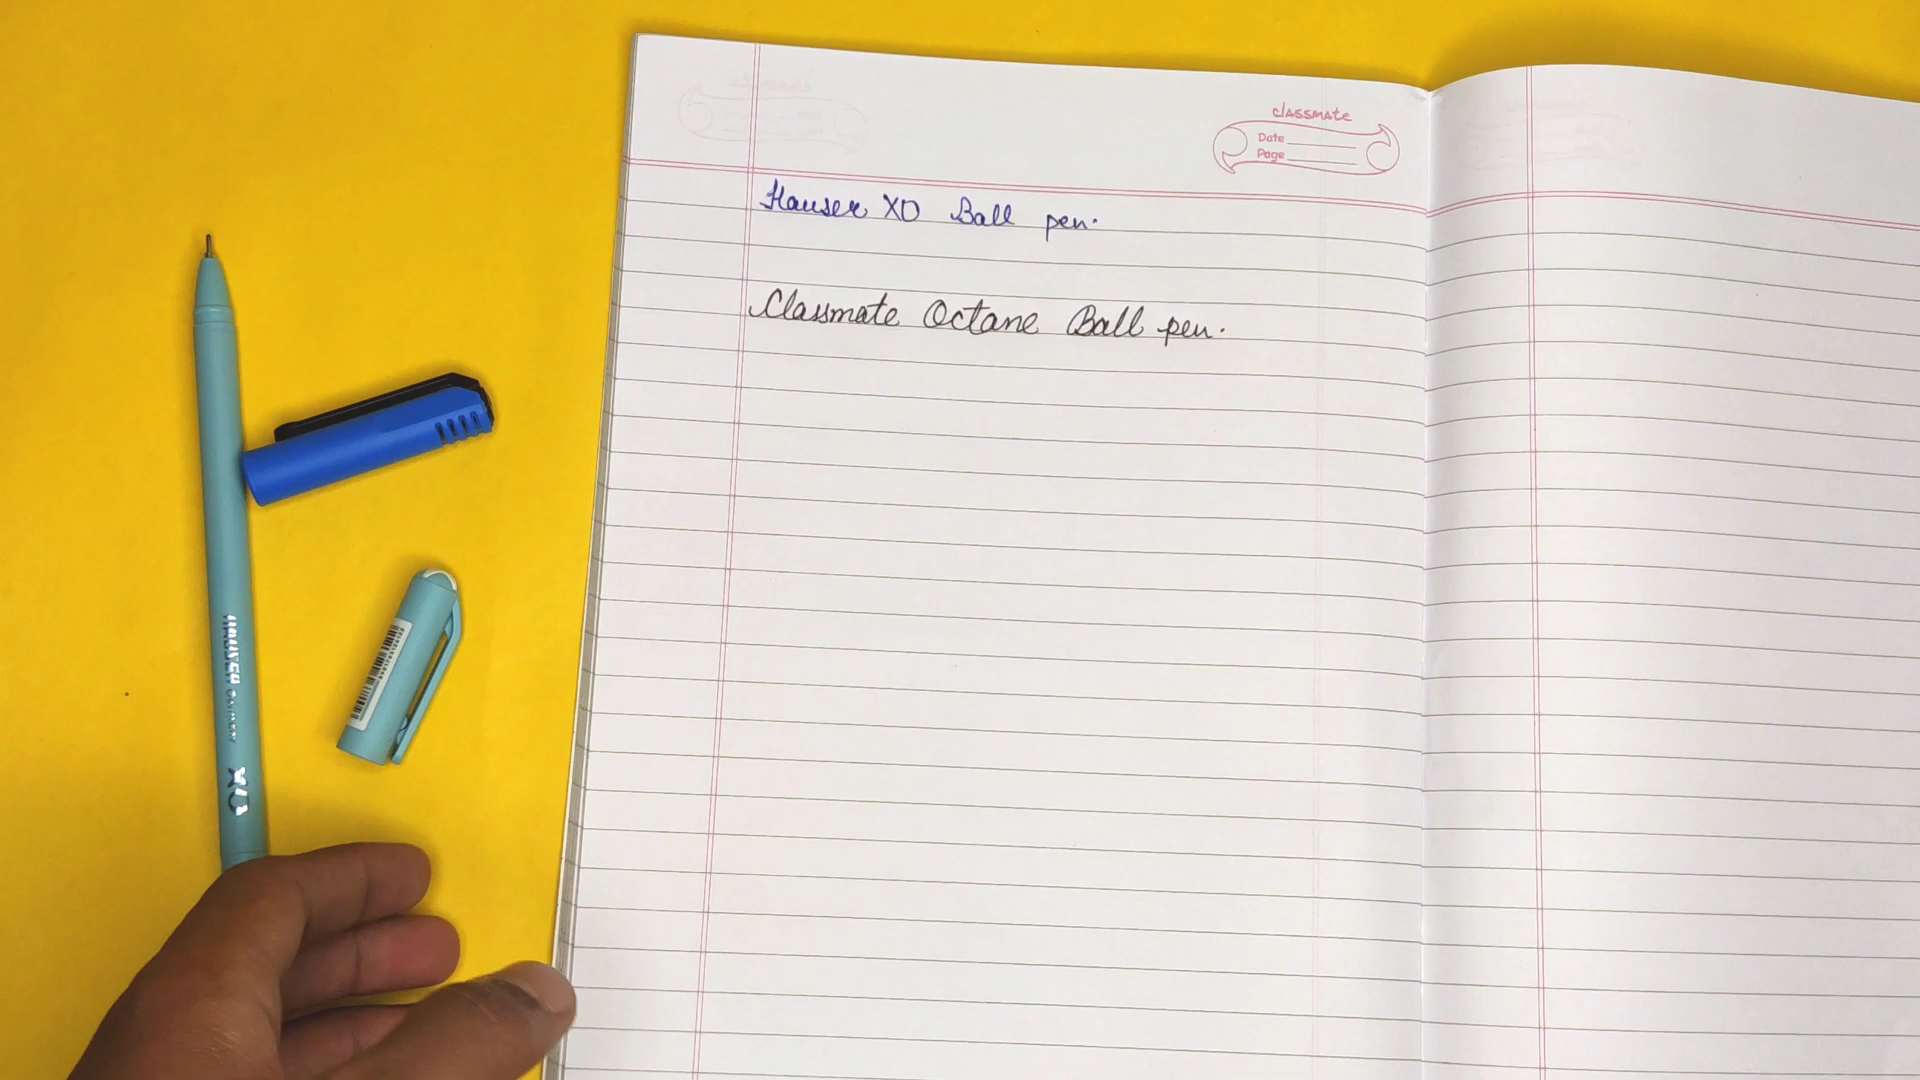 classmate
Date
Page
Hauser XO Ball pen.
Classmate Octane Ball pen.
HAUSER
XO